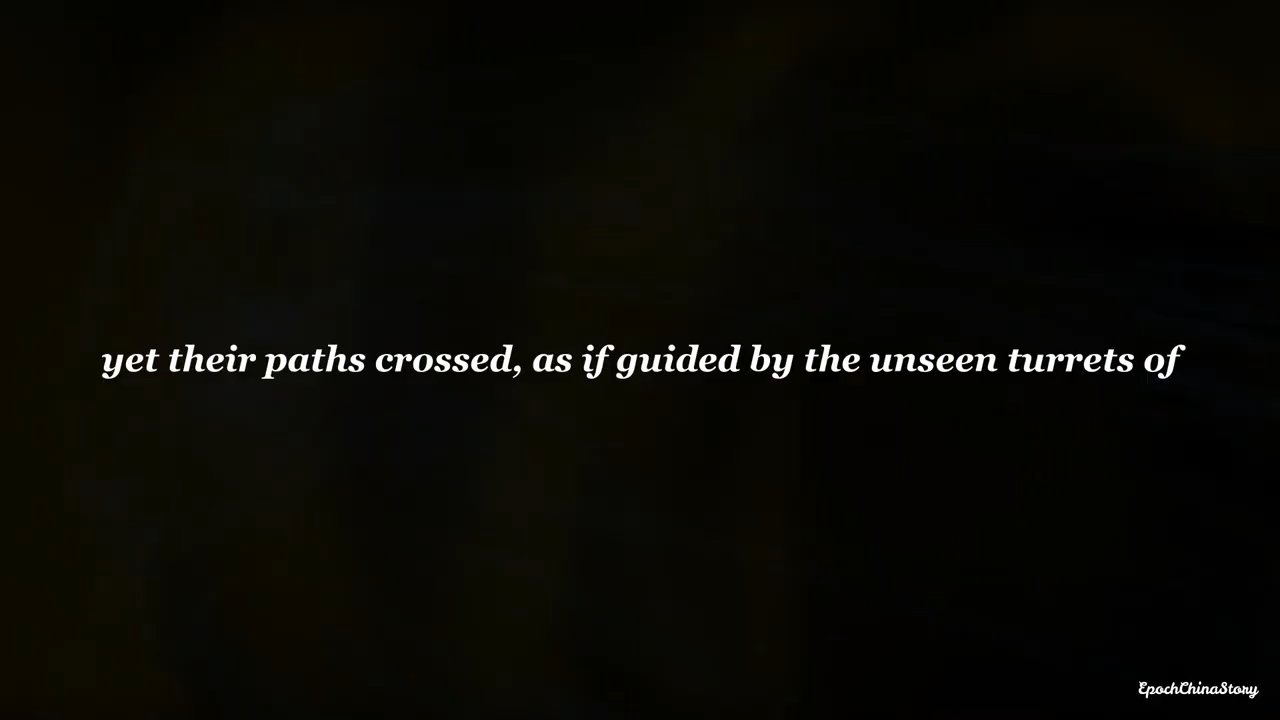 yet their paths crossed, as if guided by the unseen turrets of
EpochChinaStory